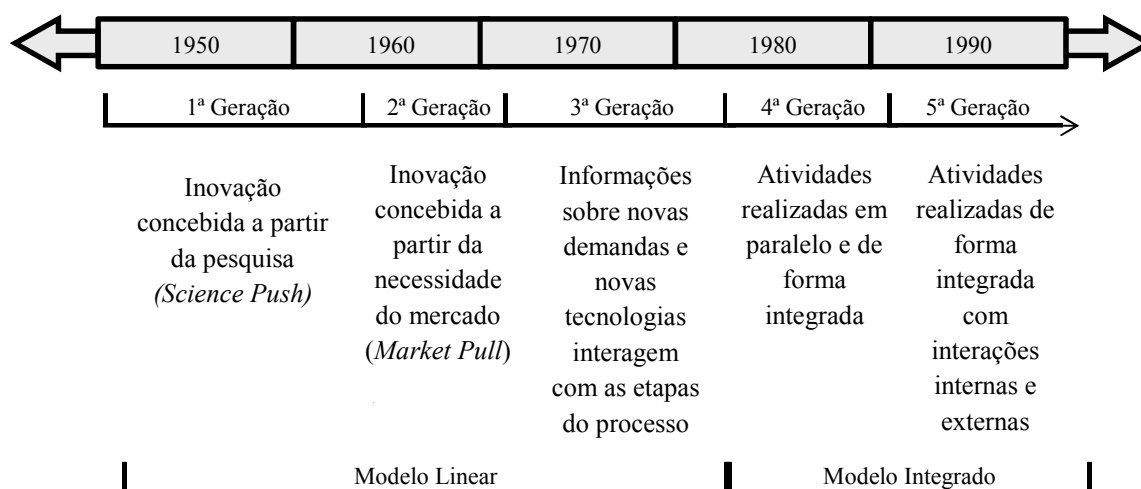 1950 1960 1970 1980 1990
1ª Geração 2ª Geração 3ª Geração 4ª Geração 5ª Geração
Inovação
concebida a partir
da pesquisa
(Science Push)
Inovação
concebida a
partir da
necessidade
do mercado
(Market Pull)
Informações
sobre novas
demandas e
novas
tecnologias
interagem
com as etapas
do processo
Atividades
realizadas em
paralelo e de
forma
integrada
Atividades
realizadas de
forma
integrada
com
interações
internas e
externas
Modelo Linear Modelo Integrado